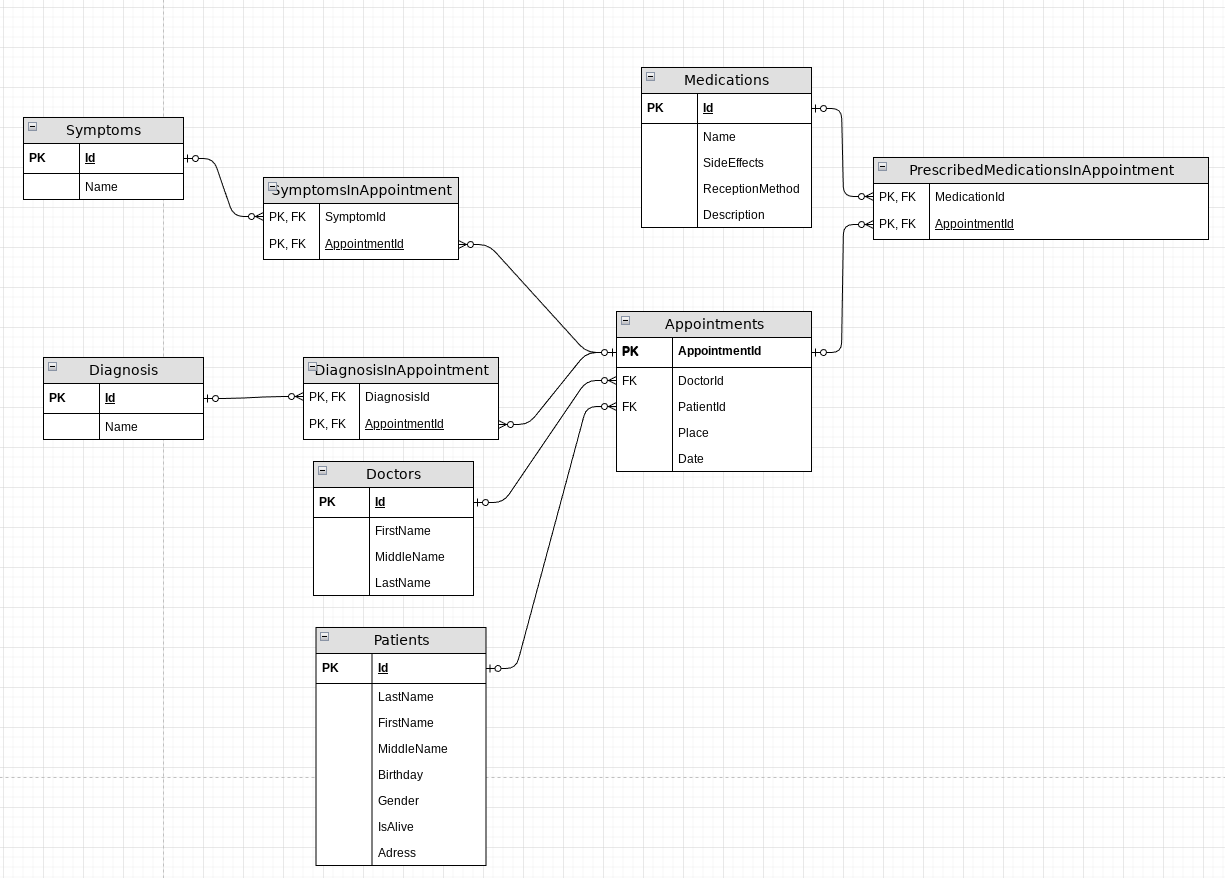 Symptoms
PK Id
Name
SymptomsInAppointment
PK, FK SymptomId
PK, FK AppointmentId
Diagnosis
PK Id
Name
DiagnosisInAppointment
PK, FK DiagnosisId
PK, FK AppointmentId
Doctors
PK Id
FirstName
MiddleName
LastName
Patients
PK Id
LastName
FirstName
MiddleName
Birthday
Gender
IsAlive
Adress
Medications
PK Id
Name
SideEffects
ReceptionMethod
Description
Appointments
PK AppointmentId
FK DoctorId
FK PatientId
Place
Date
PrescribedMedicationsInAppointment
PK, FK MedicationId
PK, FK AppointmentId